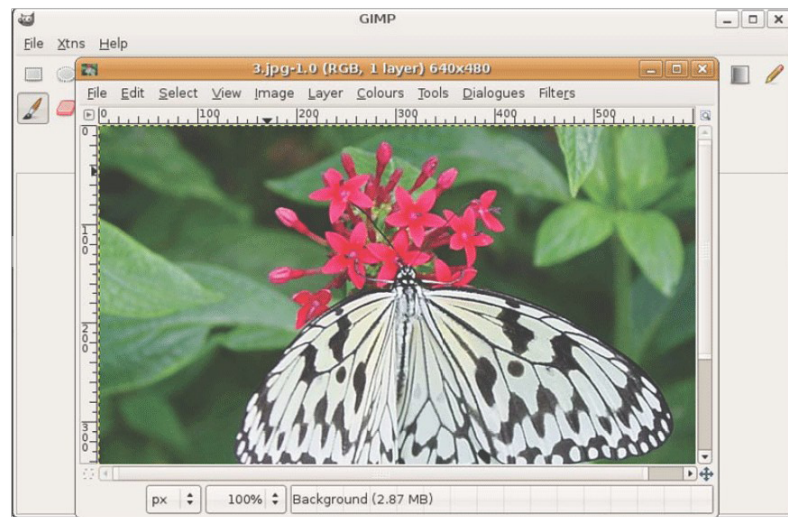 GIMP
File Xtns Help
3.jpg-1.0 (RGB, 1 layer) 640x480
File Edit Select View Image Layer Colours Tools Dialogues Filters
0 100 200 300 400 500
0
100
200
300
px 100% Background (2.87 MB)